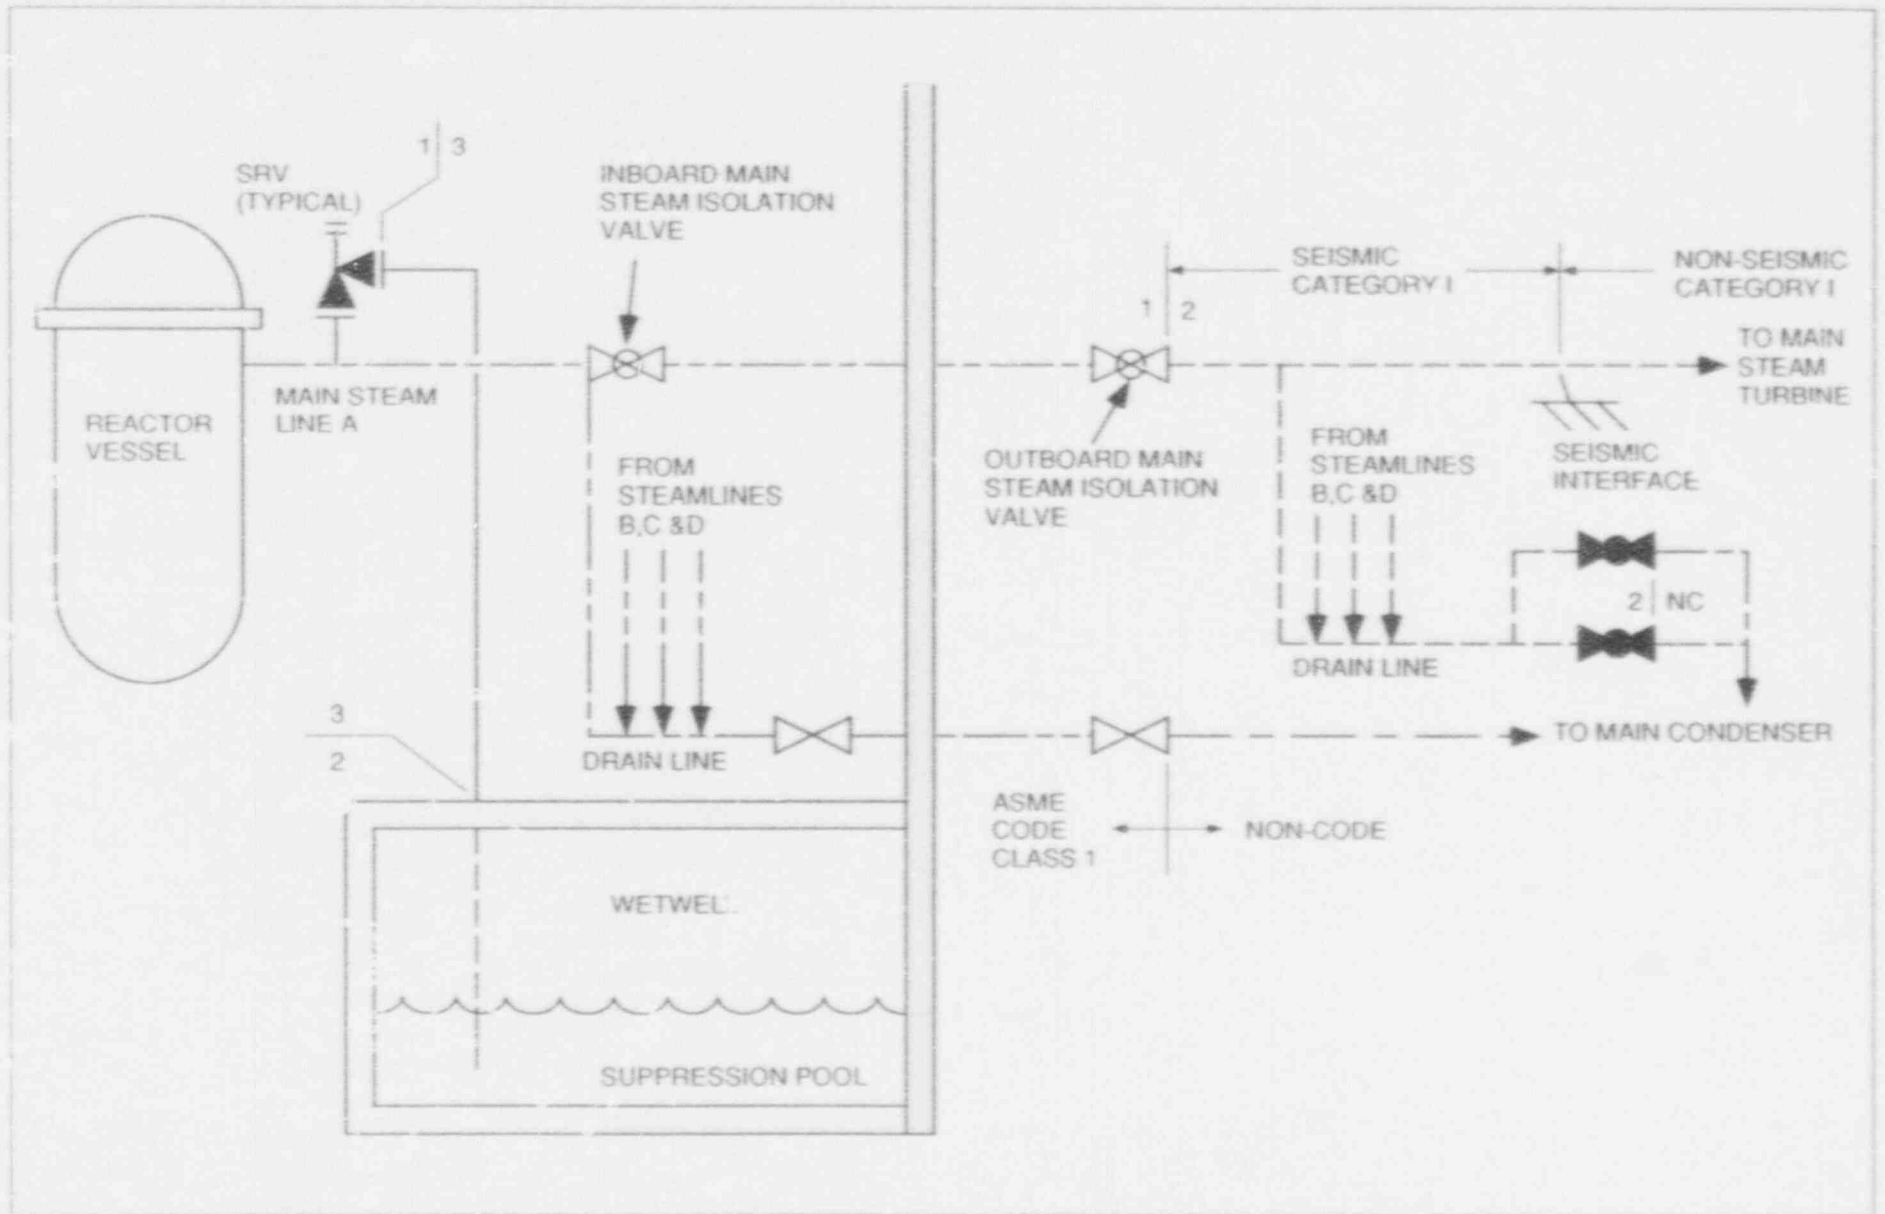 1 3
SRV
(TYPICAL)
INBOARD MAIN
STEAM ISOLATION
VALVE
SEISMIC
CATEGORY I
NON-SEISMIC
CATEGORY I
1 2
TO MAIN
STEAM
TURBINE
MAIN STEAM
LINE A
REACTOR
VESSEL
FROM
STEAMLINES
B,C &D
OUTBOARD MAIN
STEAM ISOLATION
VALVE
FROM
STEAMLINES
B,C &D
SEISMIC
INTERFACE
2 NC
DRAIN LINE
3
2
DRAIN LINE
TO MAIN CONDENSER
ASME
CODE
CLASS 1
NON-CODE
WETWELL
SUPPRESSION POOL